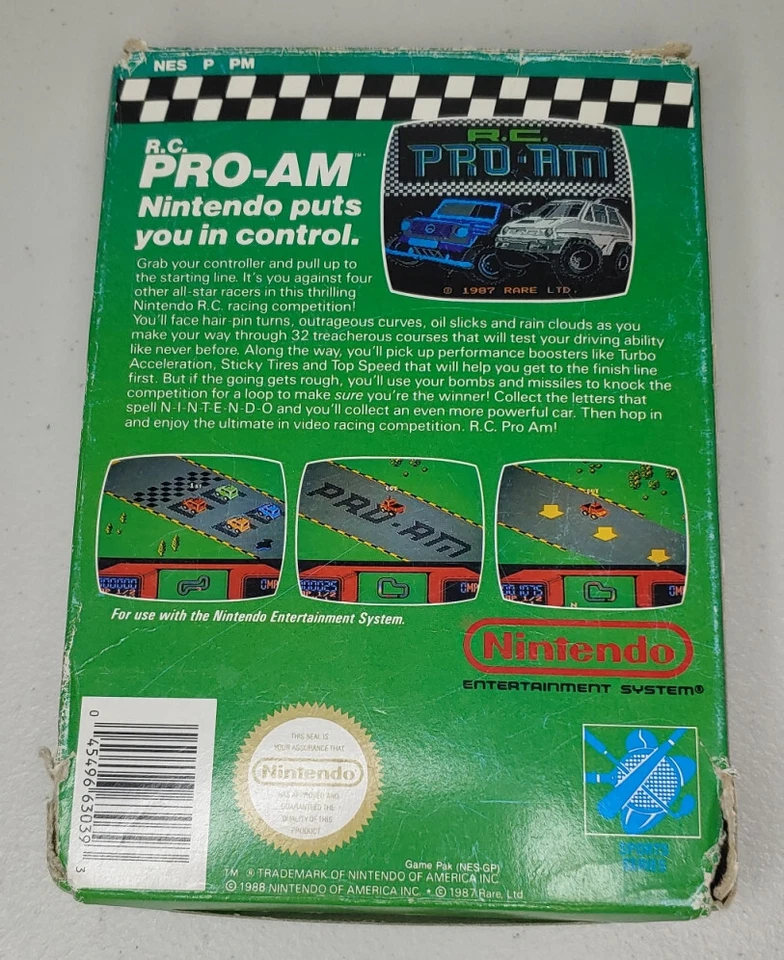 NES P PM
R.C.
PRO-AM™*
Nintendo puts
you in control.
R.C.
PRO-AM
© 1987 RARE LTD.
Grab your controller and pull up to
the starting line. It's you against four
other all-star racers in this thrilling
Nintendo R.C. racing competition!
You'll face hair-pin turns, outrageous curves, oil slicks and rain clouds as you
make your way through 32 treacherous courses that will test your driving ability
like never before. Along the way, you'll pick up performance boosters like Turbo
Acceleration, Sticky Tires and Top Speed that will help you get to the finish line
first. But if the going gets rough, you'll use your bombs and missiles to knock the
competition for a loop to make sure you're the winner! Collect the letters that
spell N-I-N-T-E-N-D-O and you'll collect an even more powerful car. Then hop in
and enjoy the ultimate in video racing competition. R.C. Pro Am!
1ST
PRO-AM
For use with the Nintendo Entertainment System.
Nintendo
ENTERTAINMENT SYSTEM®
0 45496 63039 3
THIS SEAL IS
YOUR ASSURANCE THAT
Nintendo
HAS APPROVED AND
GUARANTEED THE
QUALITY OF THIS
PRODUCT
SPORTS
SERIES
Game Pak (NES-GP)
TM ® TRADEMARK OF NINTENDO OF AMERICA INC.
© 1988 NINTENDO OF AMERICA INC. * © 1987 Rare, Ltd.